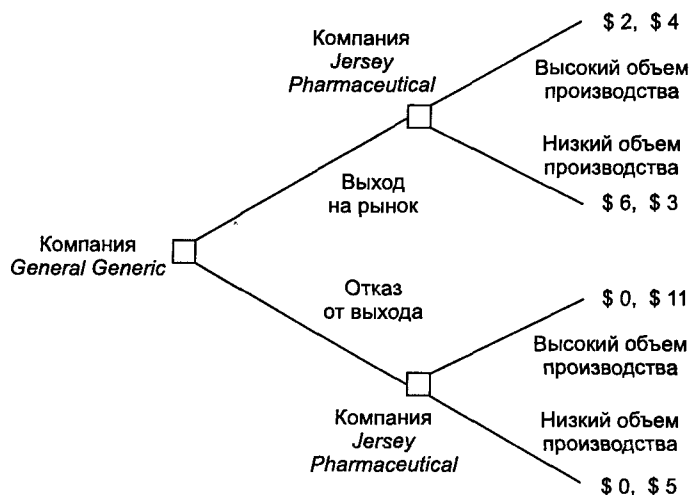 $ 2, $ 4
Компания
Jersey
Pharmaceutical
Высокий объем
производства
Низкий объем
производства
Выход
на рынок
$ 6, $ 3
Компания
General Generic
Отказ
от выхода
$ 0, $ 11
Высокий объем
производства
Компания
Jersey
Pharmaceutical
Низкий объем
производства
$ 0, $ 5